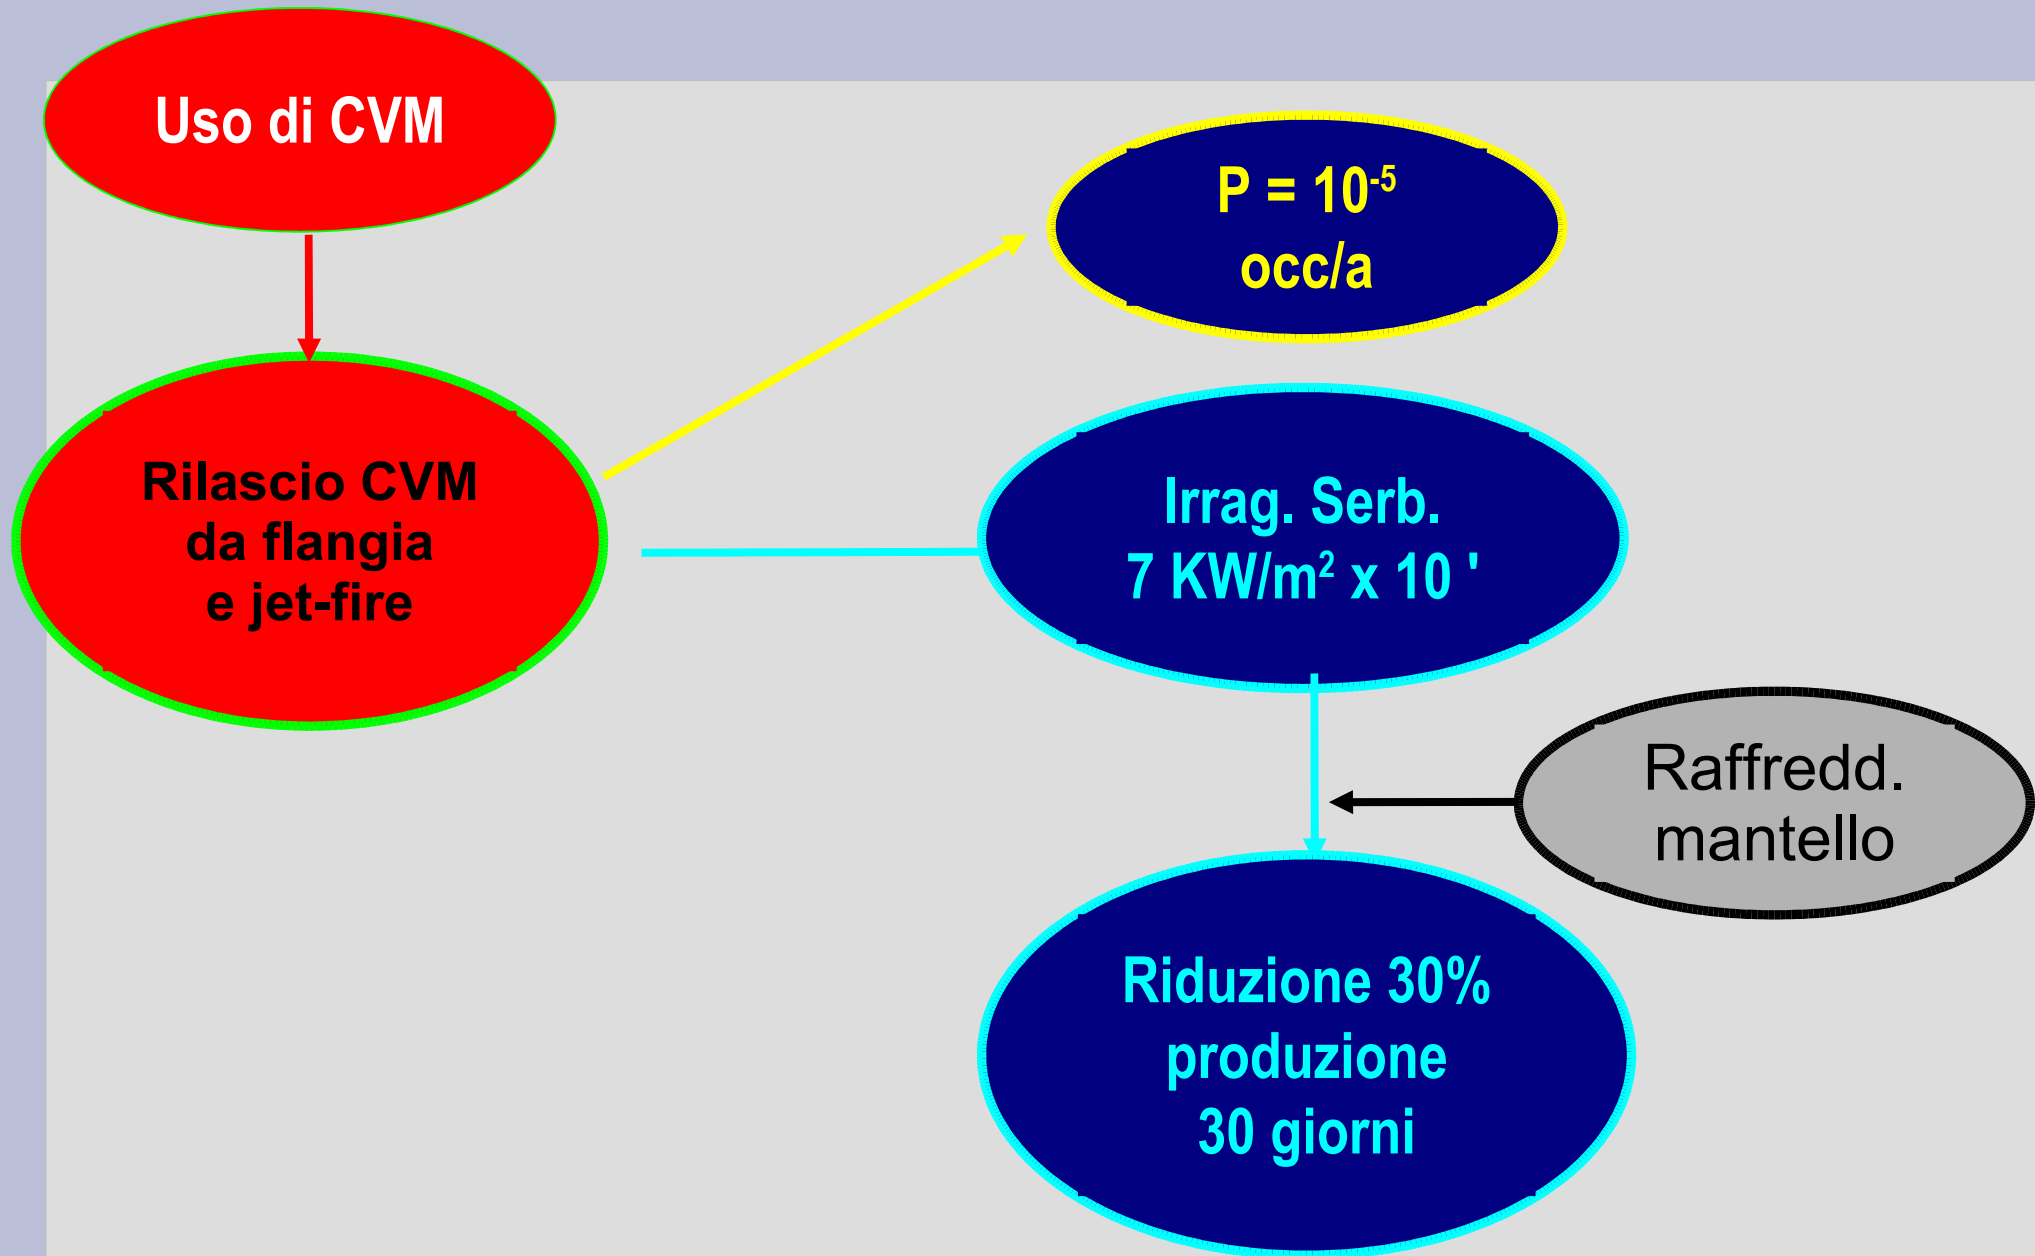 Uso di CVM
P = 10⁻⁵
occ/a
Rilascio CVM
da flangia
e jet-fire
Irrag. Serb.
7 KW/m² x 10 '
Raffredd.
mantello
Riduzione 30%
produzione
30 giorni